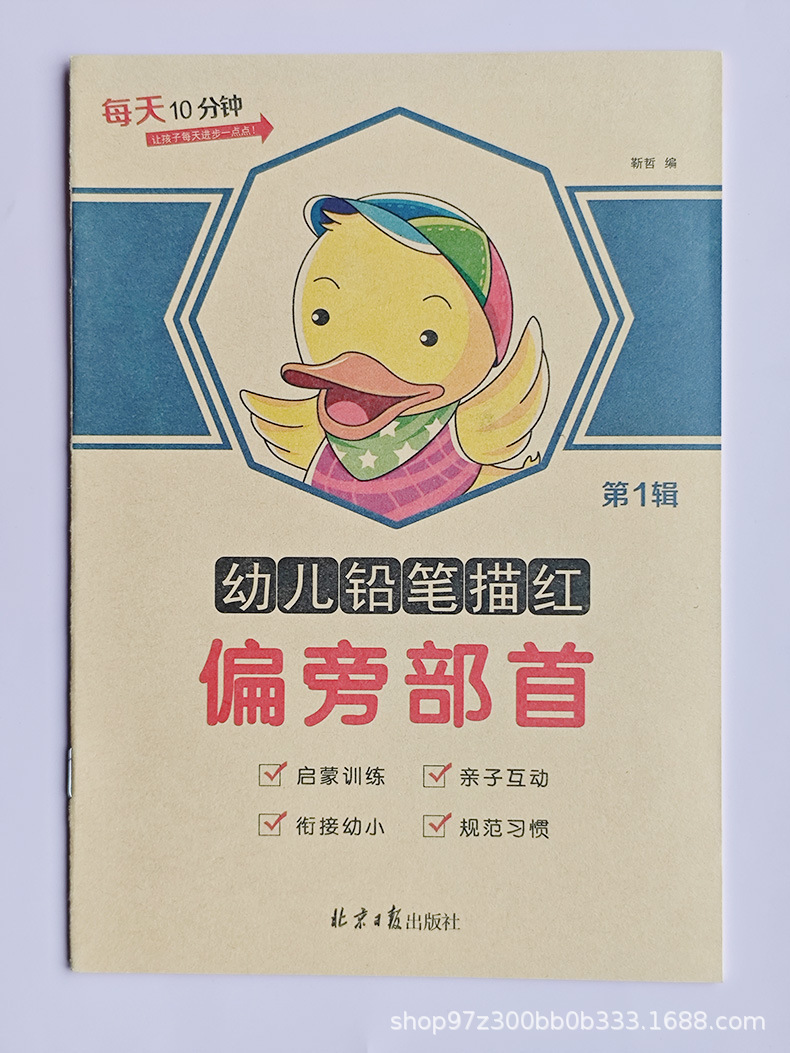 每天10分钟
让孩子每天进步一点点！
靳哲 编
第1辑
幼儿铅笔描红
偏旁部首
启蒙训练 亲子互动
衔接幼小 规范习惯
北京日报出版社
shop97z300bb0b333.1688.com